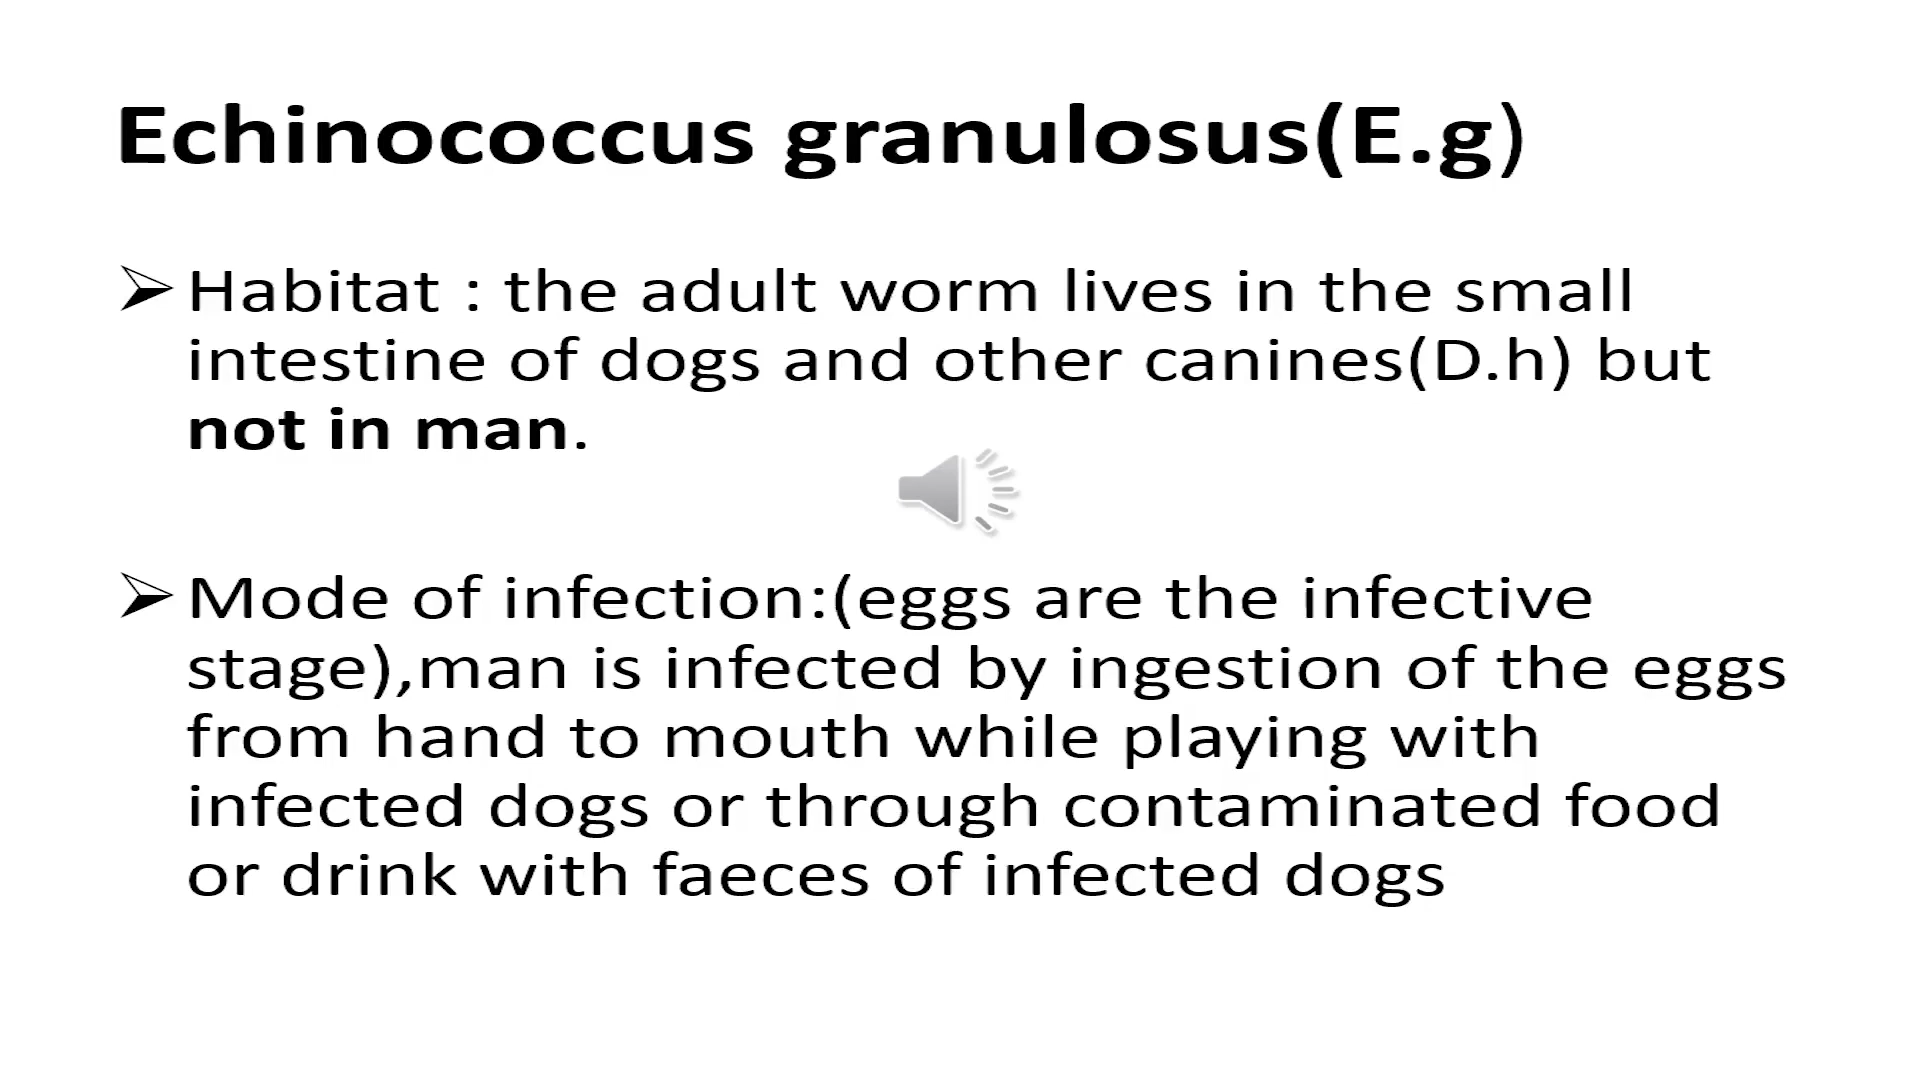 Echinococcus granulosus(E.g)
Habitat : the adult worm lives in the small
intestine of dogs and other canines(D.h) but
not in man.
Mode of infection:(eggs are the infective
stage),man is infected by ingestion of the eggs
from hand to mouth while playing with
infected dogs or through contaminated food
or drink with faeces of infected dogs